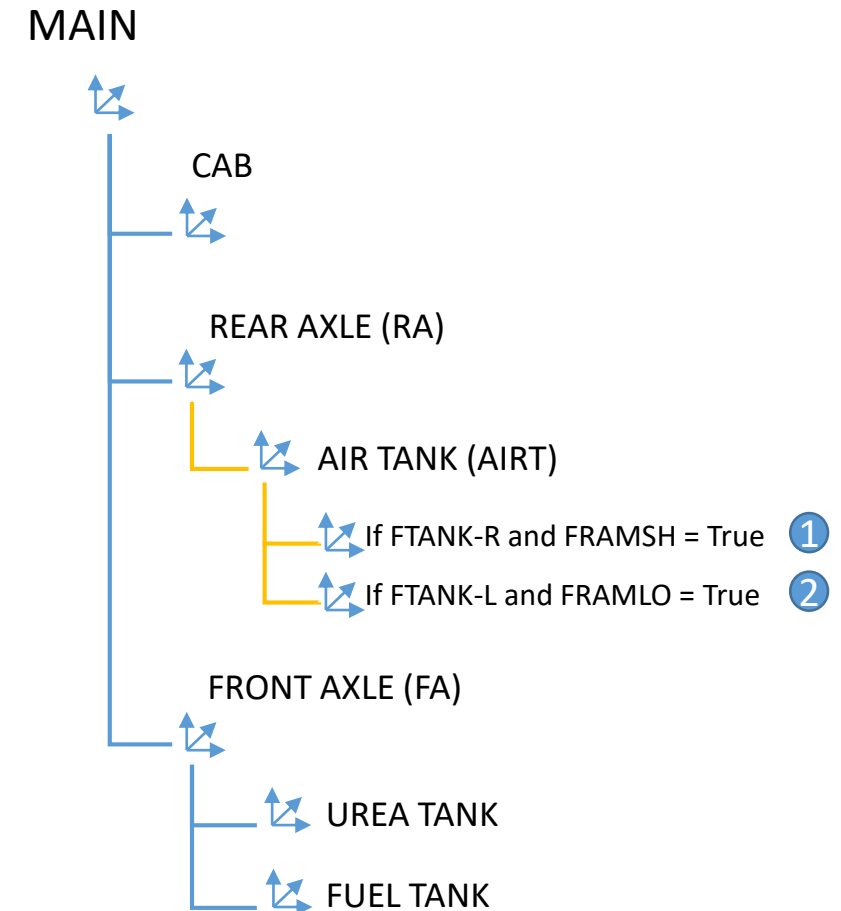 MAIN
CAB
REAR AXLE (RA)
AIR TANK (AIRT)
If FTANK-R and FRAMSH = True 1
If FTANK-L and FRAMLO = True 2
FRONT AXLE (FA)
UREA TANK
FUEL TANK